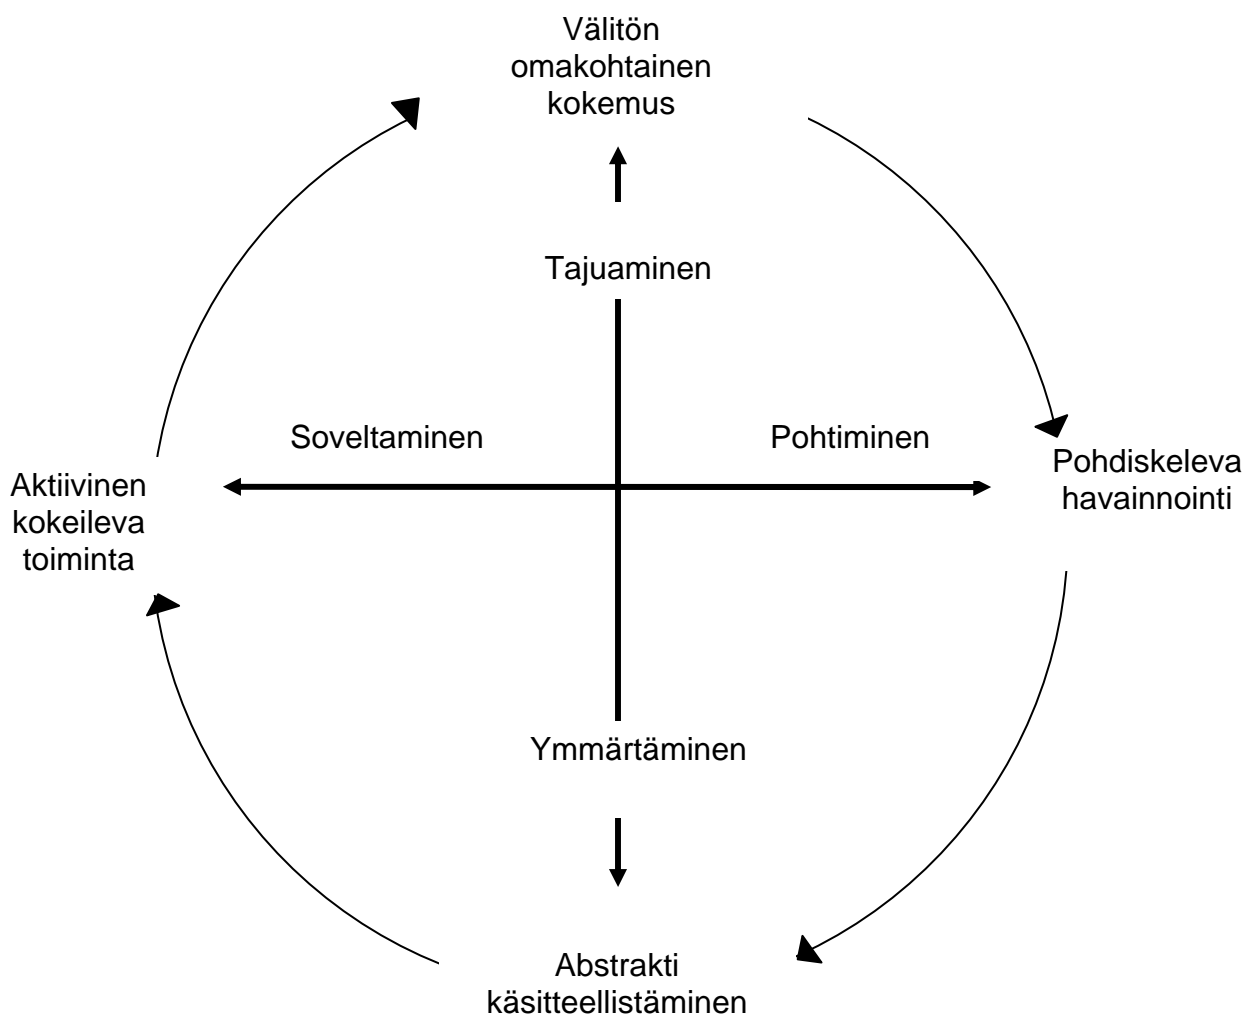 Välitön
omakohtainen
kokemus
Tajuaminen
Soveltaminen
Pohtiminen
Aktiivinen
kokeileva
toiminta
Pohdiskeleva
havainnointi
Ymmärtäminen
Abstrakti
käsitteellistäminen